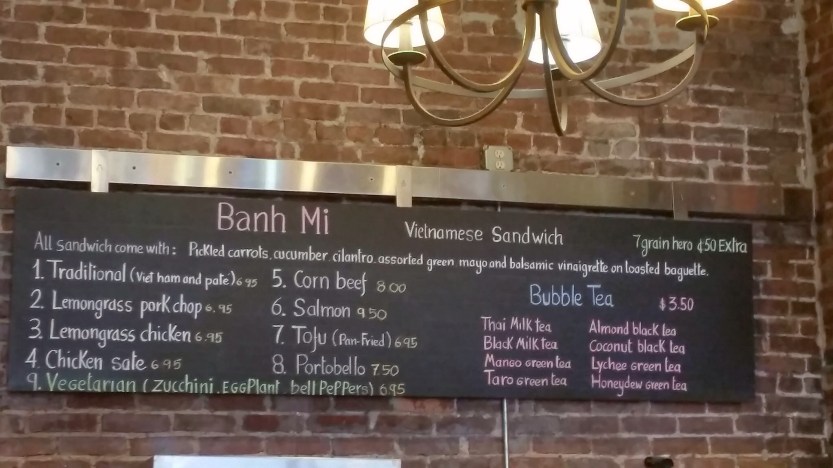 Banh Mi Vietnamese Sandwich 7grain hero ¢50 Extra
All sandwich come with: Pickled carrots, cucumber cilantro, assorted green mayo and balsamic vinaigrette on toasted baguette.
1. Traditional (Viet ham and pate) 6.95
2. Lemongrass pork chop 6.95
3. Lemongrass chicken 6.95
4. Chicken sate 6.95
5. Corn beef 8.00
6. Salmon 9.50
7. Tofu (Pan-Fried) 6.95
8. Portobello 7.50
9. Vegetarian (Zucchini, EGGPlant, bell PePPers) 6.95
Bubble Tea $3.50
Thai Milk tea
Black Milk tea
Mango green tea
Taro green tea
Almond black tea
Coconut black tea
Lychee green tea
Honeydew green tea